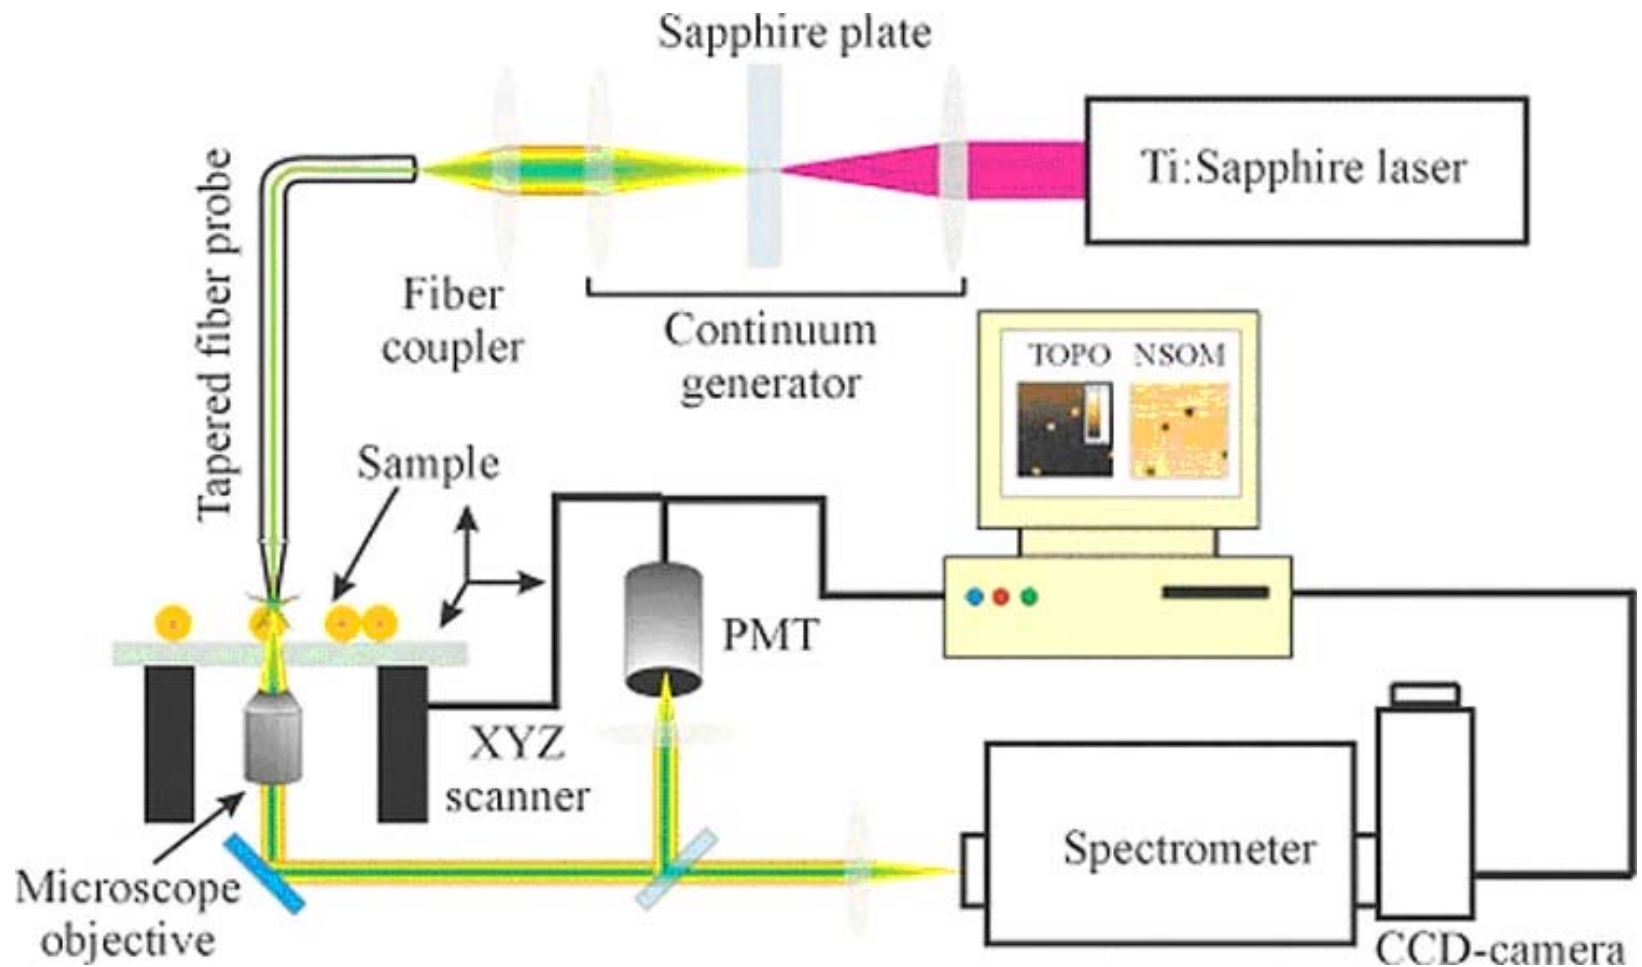 Sapphire plate
Ti:Sapphire laser
Tapered fiber probe
Fiber
coupler
Continuum
generator
TOPO NSOM
Sample
PMT
XYZ
scanner
Spectrometer
Microscope
objective
CCD-camera